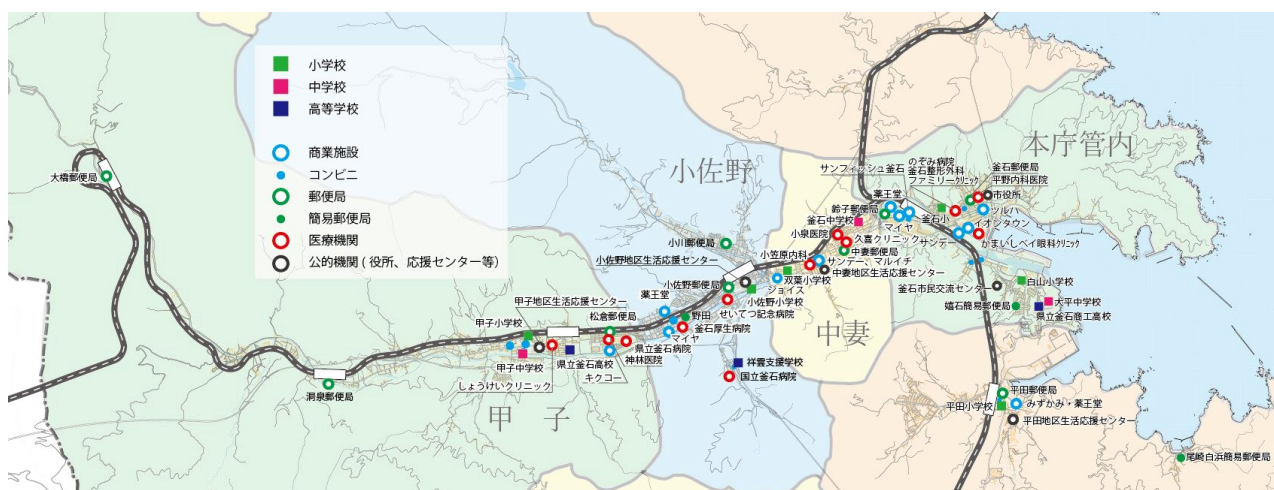 小学校
中学校
高等学校
商業施設
コンビニ
郵便局
簡易郵便局
医療機関
公的機関(役所、応援センター等)
本庁管内
小佐野
中妻
甲 子
大橋郵便局
洞泉郵便局
小川郵便局
小佐野地区生活応援センター
小佐野郵便局
甲子地区生活応援センター
松倉郵便局
薬王堂
甲子小学校
甲子中学校
しょうけいクリニック
県立釜石高校
キクコー
神林医院
県立釜石病院
マイヤ
釜石厚生病院
野田
せいてつ記念病院
小佐野小学校
ジョイス
双葉小学校
小笠原内科
祥雲支援学校
国立釜石病院
サンフィッシュ釜石
のぞみ病院
釜石整形外科
ファミリークリニック
釜石郵便局
平野内科医院
市役所
薬王堂
鈴子郵便局
釜石中学校
マイヤ
釜石小
ツルハ
イオンタウン
小泉医院
久喜クリニック
サンデー
かまいしベイ眼科クリニック
中妻郵便局
サンデー、マルイチ
中妻地区生活応援センター
釜石市民交流センター
白山小学校
嬉石簡易郵便局
大平中学校
県立釜石商工高校
平田郵便局
平田小学校
みずかみ・薬王堂
平田地区生活応援センター
尾崎白浜簡易郵便局